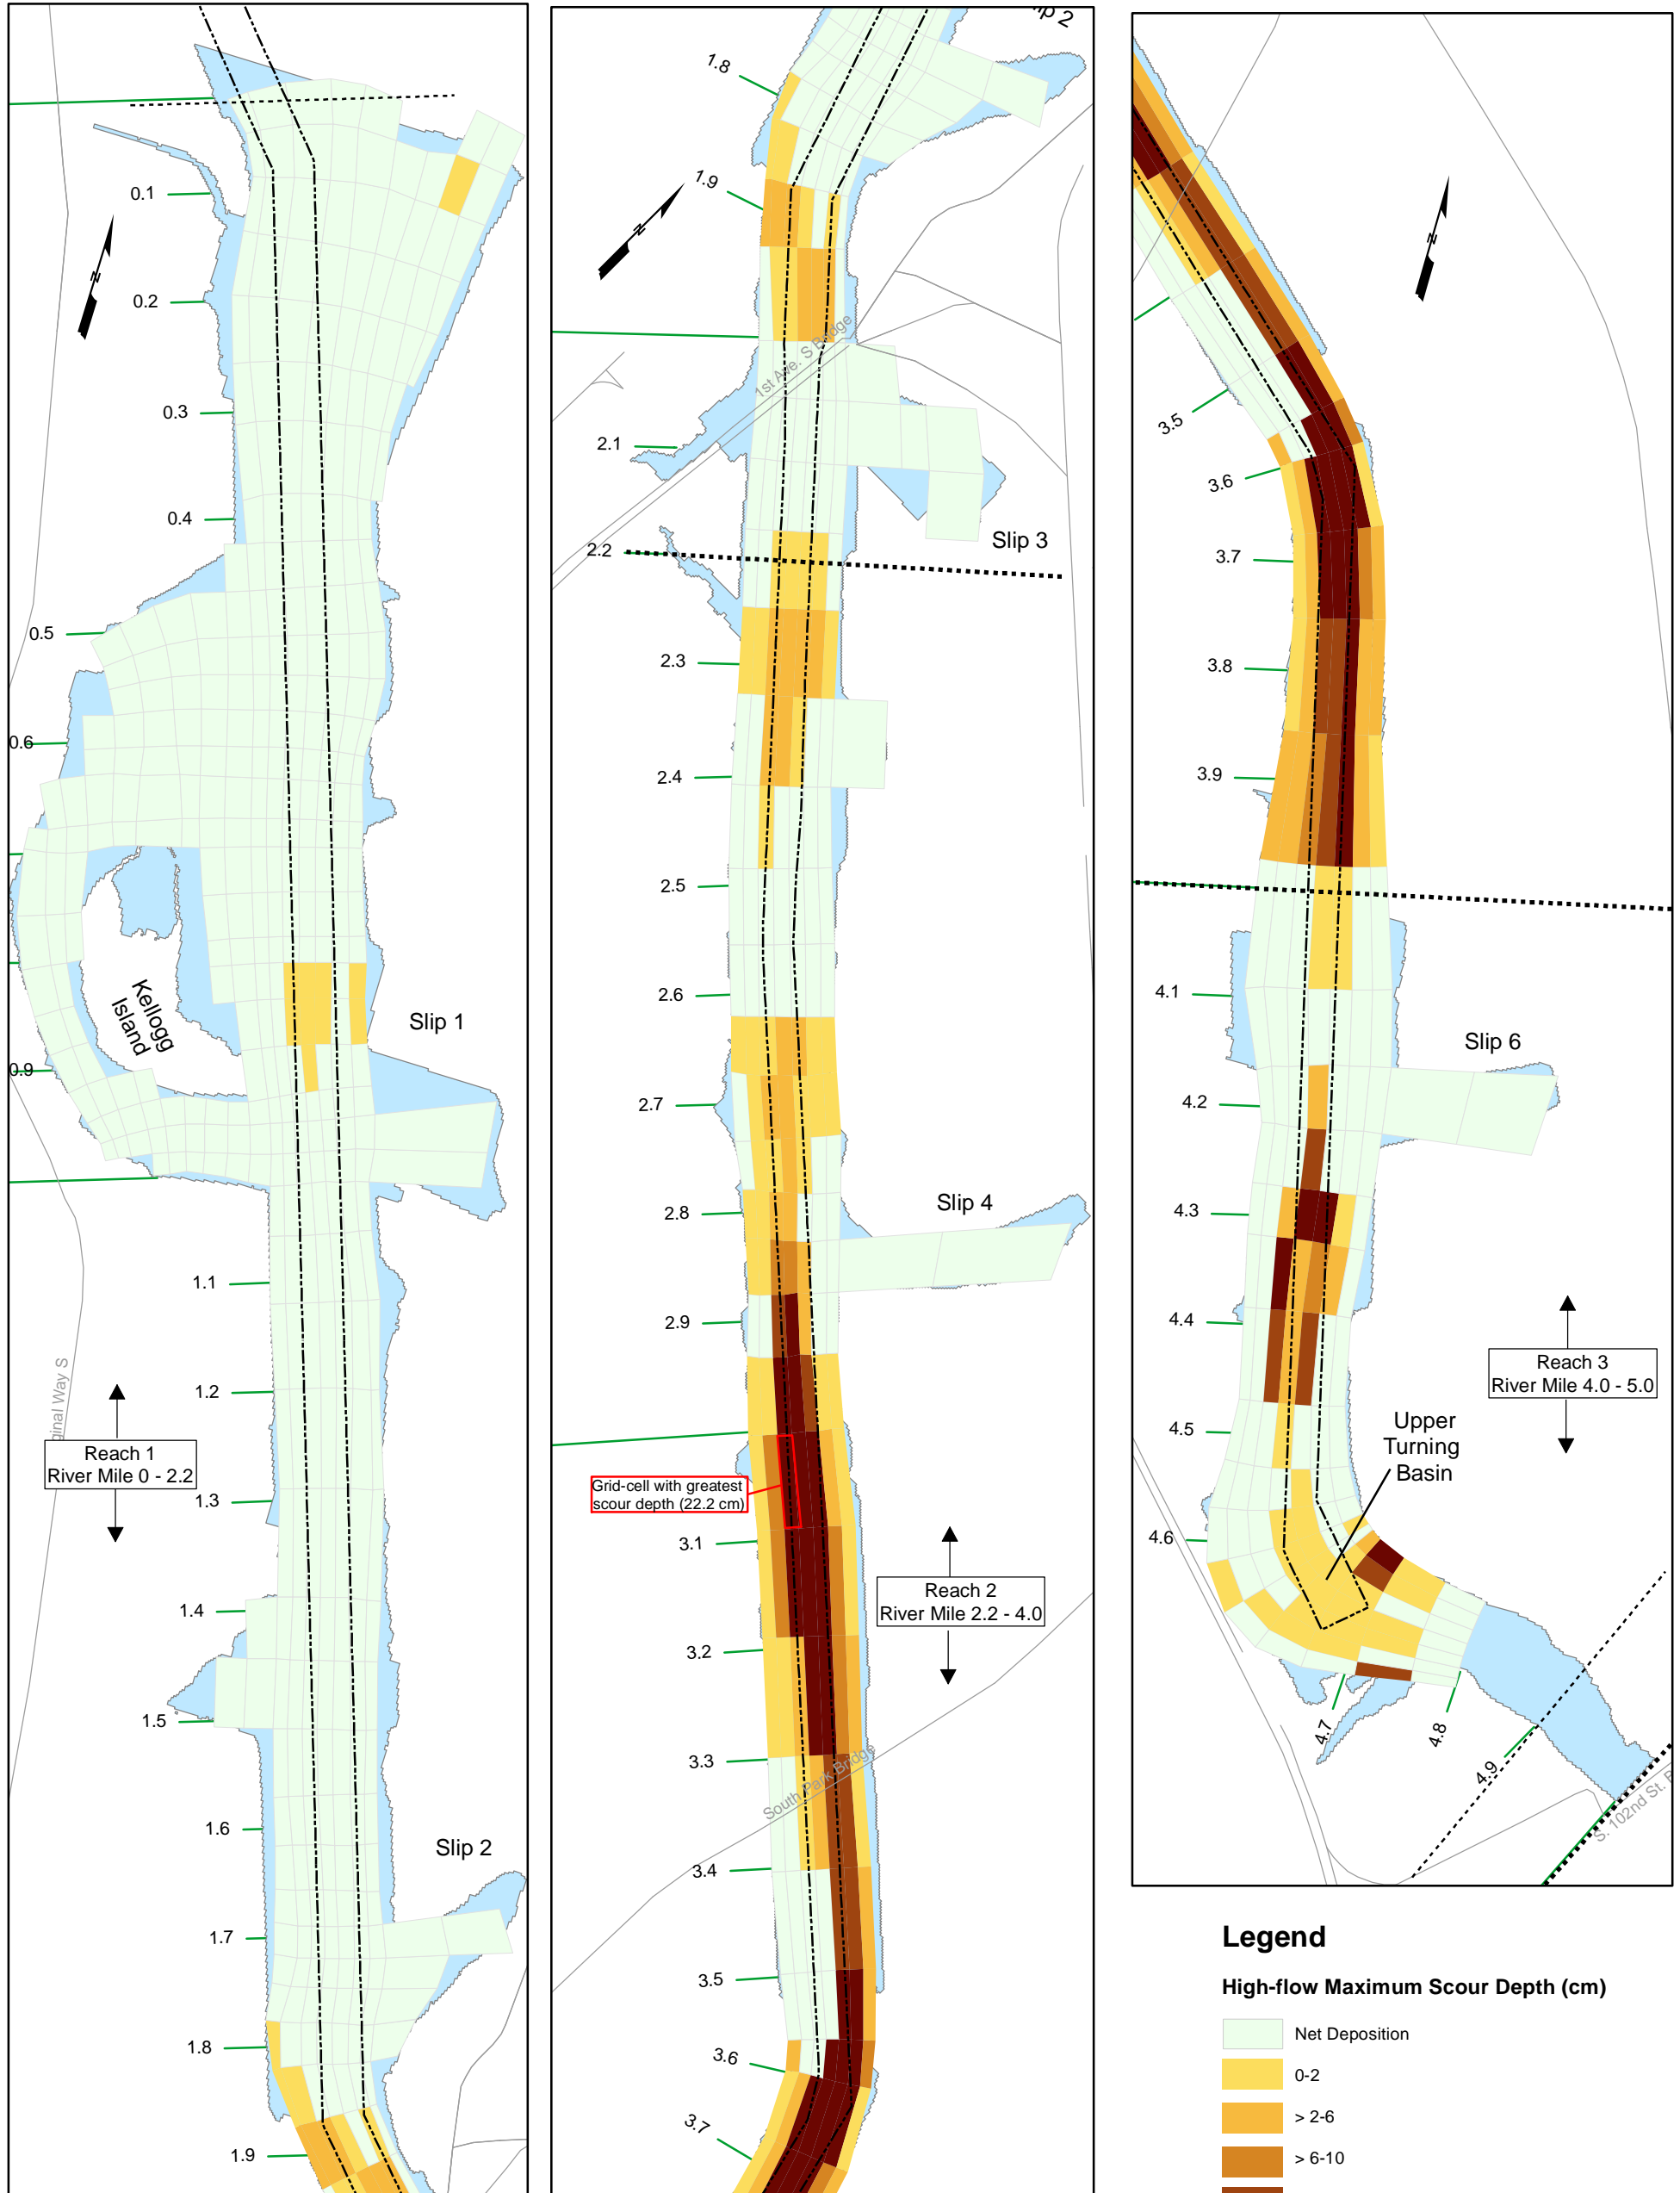 0.1
0.2
0.3
0.4
0.5
0.6
Kellogg
Island
Slip 1
0.9
1.1
ginal Way S
1.2
Reach 1
River Mile 0 - 2.2
1.3
1.4
1.5
1.6
Slip 2
1.7
1.8
1.9
N
1.8
1.9
N
1st Ave. S Bridge
2.1
Slip 3
2.2
2.3
2.4
2.5
2.6
2.7
2.8
Slip 4
2.9
Grid-cell with greatest
scour depth (22.2 cm)
3.1
Reach 2
River Mile 2.2 - 4.0
3.2
3.3
South Park Bridge
3.4
3.5
3.6
3.7
N
3.5
3.6
3.7
3.8
3.9
4.1
Slip 6
4.2
4.3
4.4
Reach 3
River Mile 4.0 - 5.0
4.5
Upper
Turning
Basin
4.6
4.7
4.8
4.9
S. 102nd St.
Legend
High-flow Maximum Scour Depth (cm)
Net Deposition
0-2
> 2-6
> 6-10